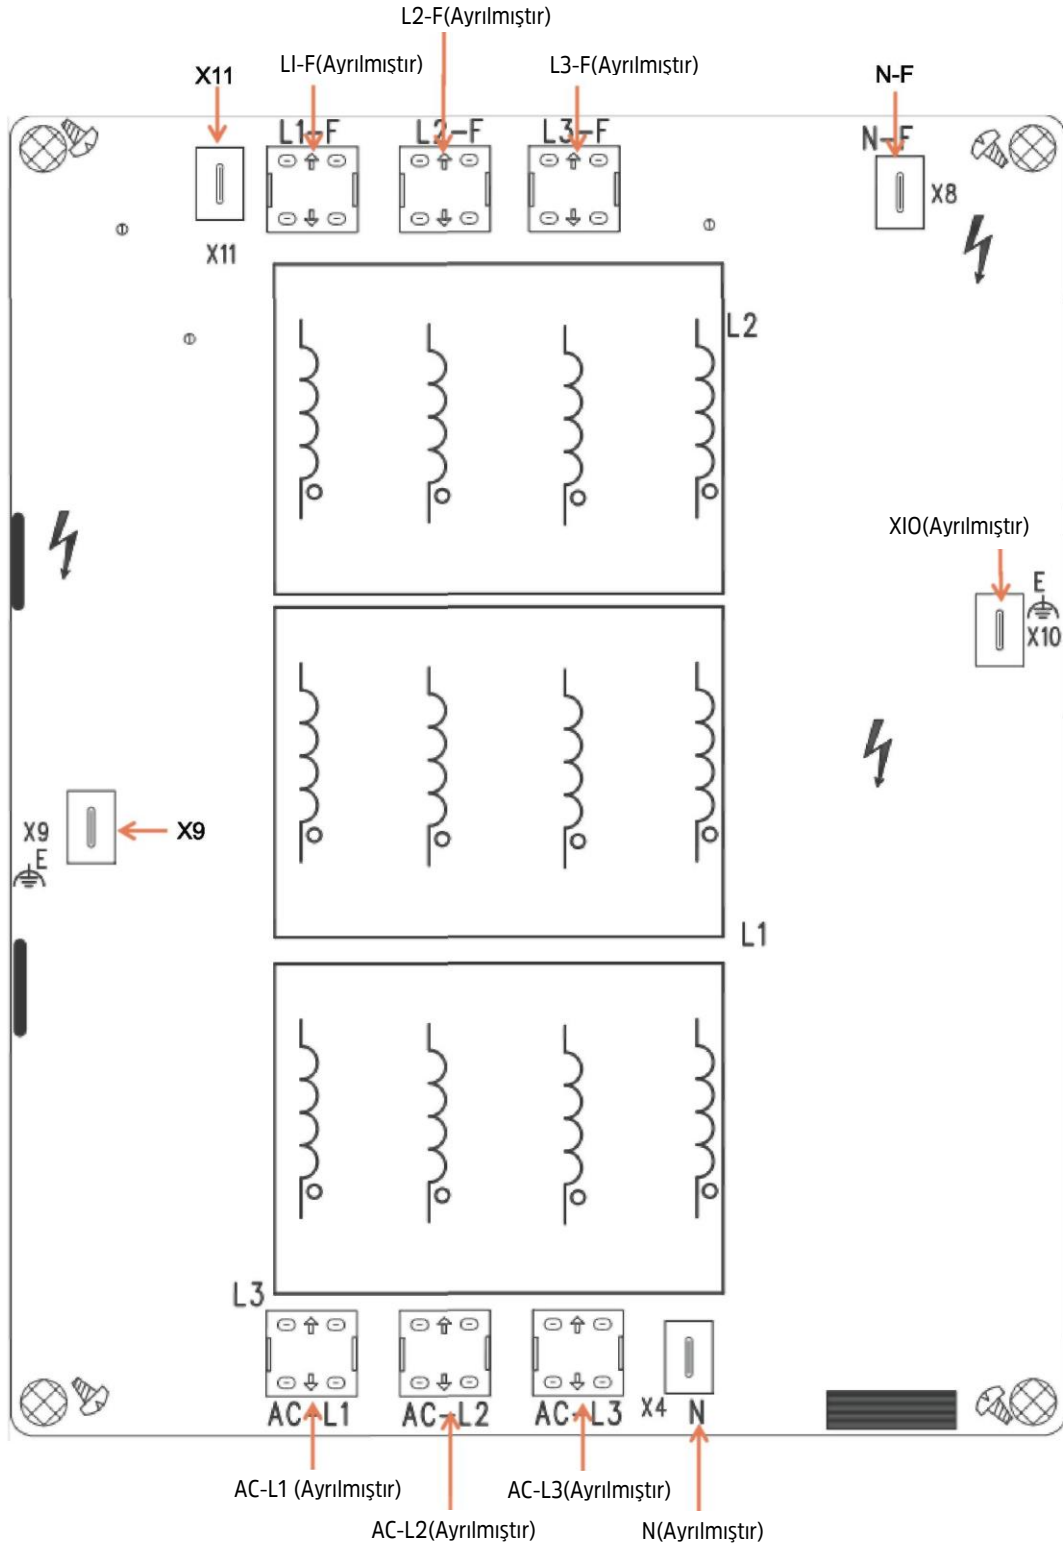 L2-F(Ayrılmıştır)
LI-F(Ayrılmıştır)
L3-F(Ayrılmıştır)
X11
N-F
L1-F
L2-F
L3-F
N-F
X8
X11
L2
XIO(Ayrılmıştır)
E
X10
X9
X9
E
L1
L3
AC-L1
AC-L2
AC-L3
X4
N
AC-L1 (Ayrılmıştır)
AC-L3(Ayrılmıştır)
AC-L2(Ayrılmıştır)
N(Ayrılmıştır)